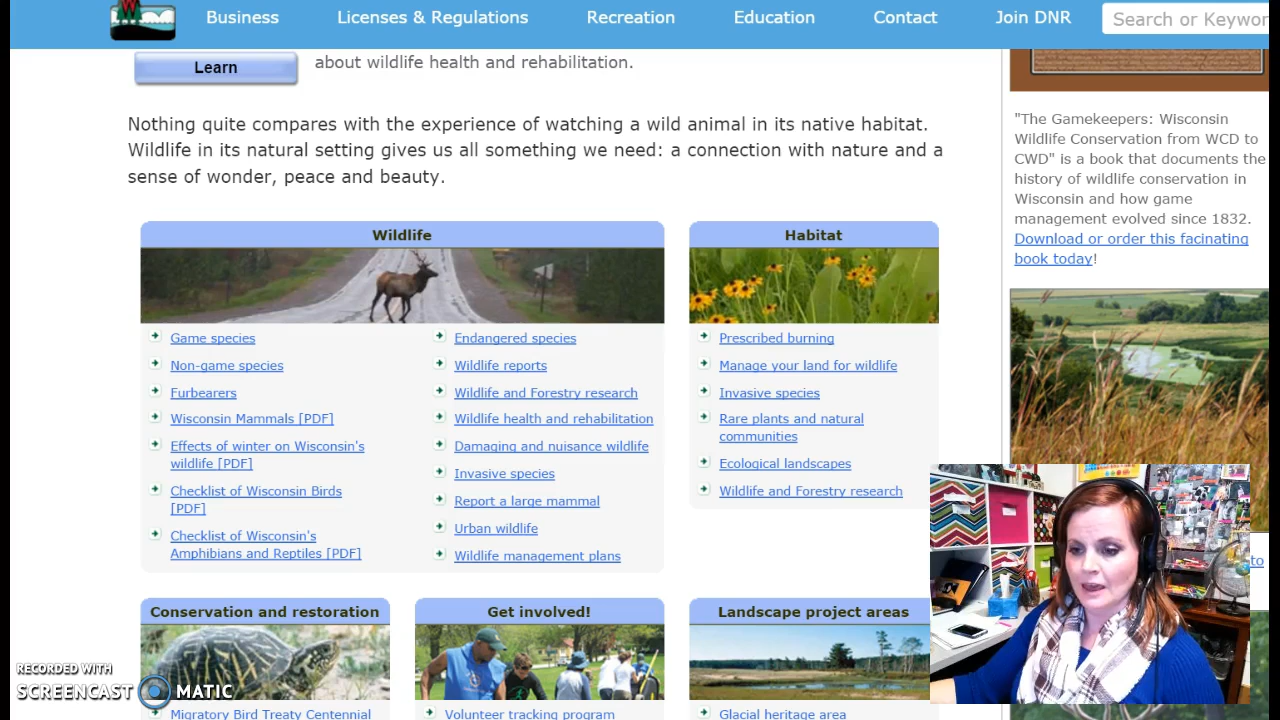 Business Licenses & Regulations Recreation Education Contact Join DNR Search or Keywor
Learn
about wildlife health and rehabilitation.
Nothing quite compares with the experience of watching a wild animal in its native habitat.
Wildlife in its natural setting gives us all something we need: a connection with nature and a
sense of wonder, peace and beauty.
Wildlife
Game species
Non-game species
Furbearers
Wisconsin Mammals [PDF]
Effects of winter on Wisconsin's
wildlife [PDF]
Checklist of Wisconsin Birds
[PDF]
Checklist of Wisconsin's
Amphibians and Reptiles [PDF]
Endangered species
Wildlife reports
Wildlife and Forestry research
Wildlife health and rehabilitation
Damaging and nuisance wildlife
Invasive species
Report a large mammal
Urban wildlife
Wildlife management plans
Habitat
Prescribed burning
Manage your land for wildlife
Invasive species
Rare plants and natural
communities
Ecological landscapes
Wildlife and Forestry research
"The Gamekeepers: Wisconsin
Wildlife Conservation from WCD to
CWD" is a book that documents the
history of wildlife conservation in
Wisconsin and how game
management evolved since 1832.
Download or order this facinating
book today!
to
Conservation and restoration
Migratory Bird Treaty Centennial
Get involved!
Volunteer tracking program
Landscape project areas
Glacial heritage area
RECORDED WITH
SCREENCAST MATIC